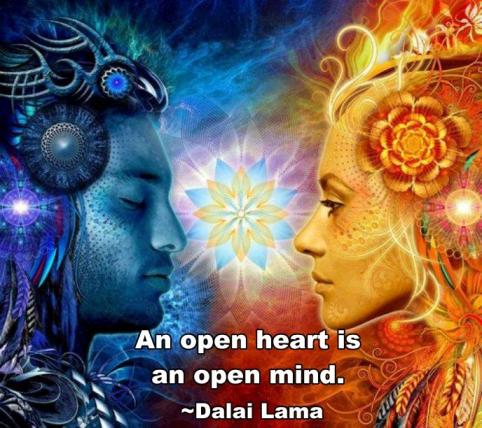 An open heart is
an open mind.
~Dalai Lama